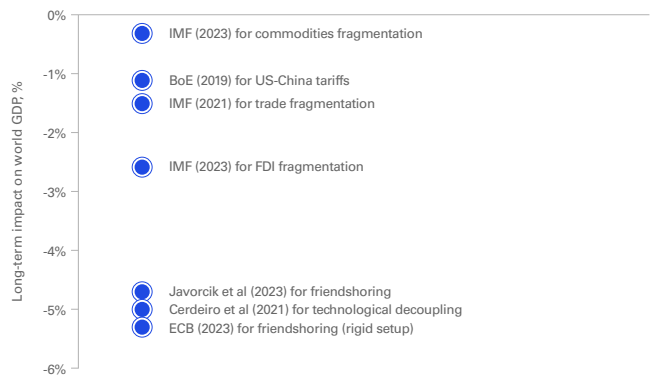 0%
IMF (2023) for commodities fragmentation
-1%
BoE (2019) for US-China tariffs
IMF (2021) for trade fragmentation
-2%
IMF (2023) for FDI fragmentation
-3%
-4%
Javorcik et al (2023) for friendshoring
-5%
Cerdeiro et al (2021) for technological decoupling
ECB (2023) for friendshoring (rigid setup)
-6%
Long-term impact on world GDP, %